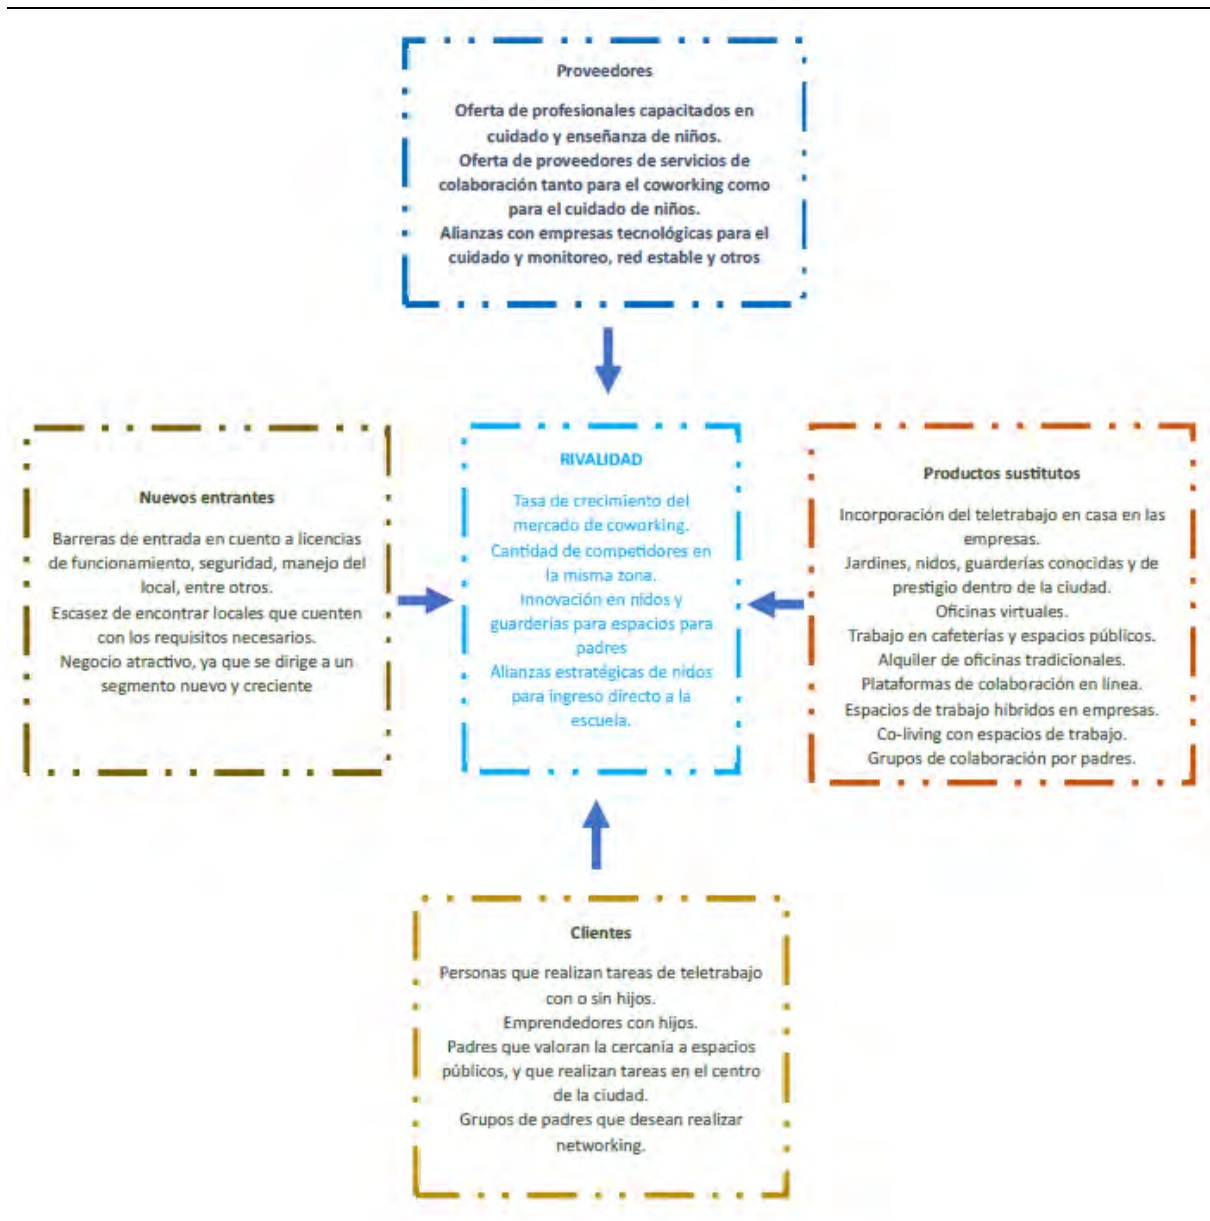 Proveedores
Oferta de profesionales capacitados en
cuidado y enseñanza de niños.
Oferta de proveedores de servicios de
colaboración tanto para el coworking como
para el cuidado de niños.
Alianzas con empresas tecnológicas para el
cuidado y monitoreo, red estable y otros
Nuevos entrantes
Barreras de entrada en cuento a licencias
de funcionamiento, seguridad, manejo del
local, entre otros.
Escasez de encontrar locales que cuenten
con los requisitos necesarios.
Negocio atractivo, ya que se dirige a un
segmento nuevo y creciente
RIVALIDAD
Tasa de crecimiento del
mercado de coworking.
Cantidad de competidores en
la misma zona.
Innovación en nidos y
guarderías para espacios para
padres
Alianzas estratégicas de nidos
para ingreso directo a la
escuela.
Productos sustitutos
Incorporación del teletrabajo en casa en las
empresas.
Jardines, nidos, guarderías conocidas y de
prestigio dentro de la ciudad.
Oficinas virtuales.
Trabajo en cafeterías y espacios públicos.
Alquiler de oficinas tradicionales.
Plataformas de colaboración en línea.
Espacios de trabajo híbridos en empresas.
Co-living con espacios de trabajo.
Grupos de colaboración por padres.
Clientes
Personas que realizan tareas de teletrabajo
con o sin hijos.
Emprendedores con hijos.
Padres que valoran la cercanía a espacios
públicos, y que realizan tareas en el centro
de la ciudad.
Grupos de padres que desean realizar
networking.